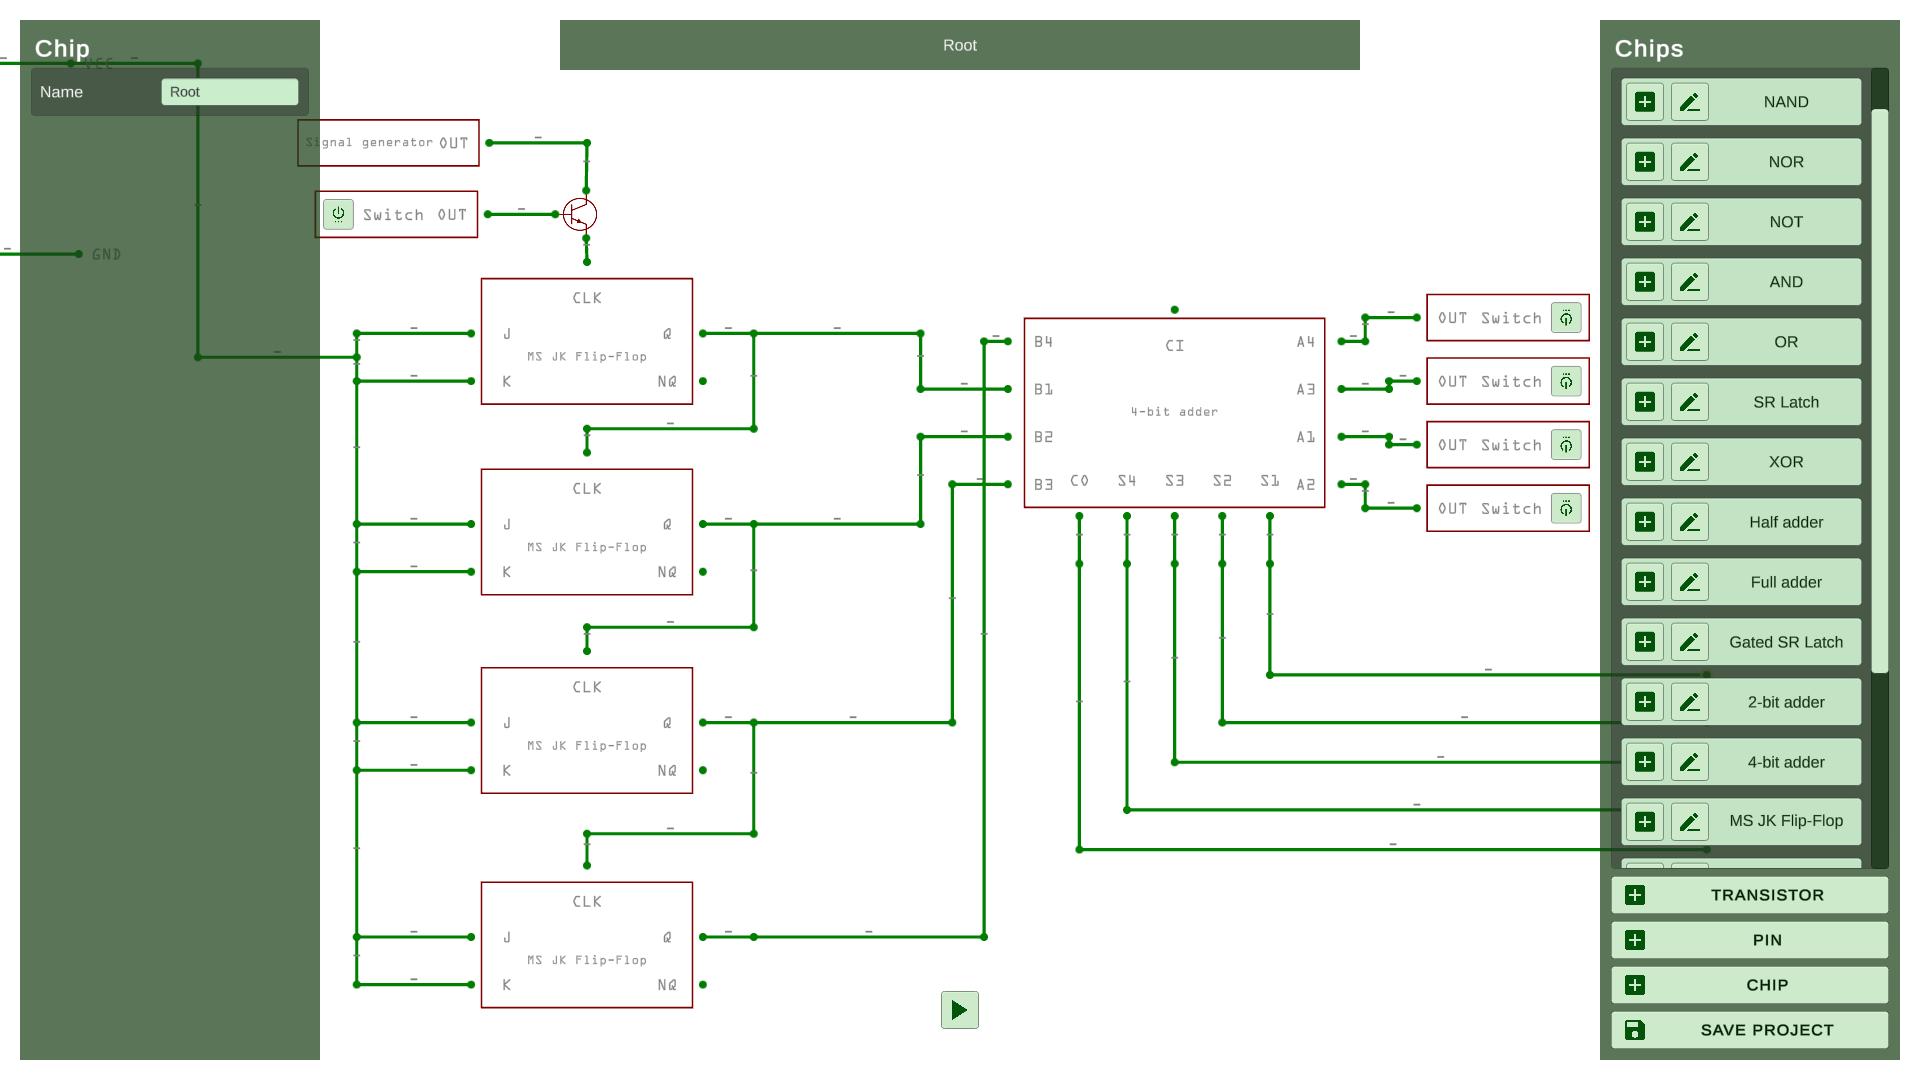 Chip
VCC
Name
Root
GND
Root
Signal generator OUT
Switch OUT
CLK
J
Q
MS JK Flip-Flop
K
NQ
CLK
J
Q
MS JK Flip-Flop
K
NQ
CLK
J
Q
MS JK Flip-Flop
K
NQ
CLK
J
Q
MS JK Flip-Flop
K
NQ
B4
CI
A4
B1
A3
4-bit adder
B2
A1
B3
C0
S4
S3
S2
S1
A2
OUT Switch
OUT Switch
OUT Switch
OUT Switch
Chips
NAND
NOR
NOT
AND
OR
SR Latch
XOR
Half adder
Full adder
Gated SR Latch
2-bit adder
4-bit adder
MS JK Flip-Flop
TRANSISTOR
PIN
CHIP
SAVE PROJECT